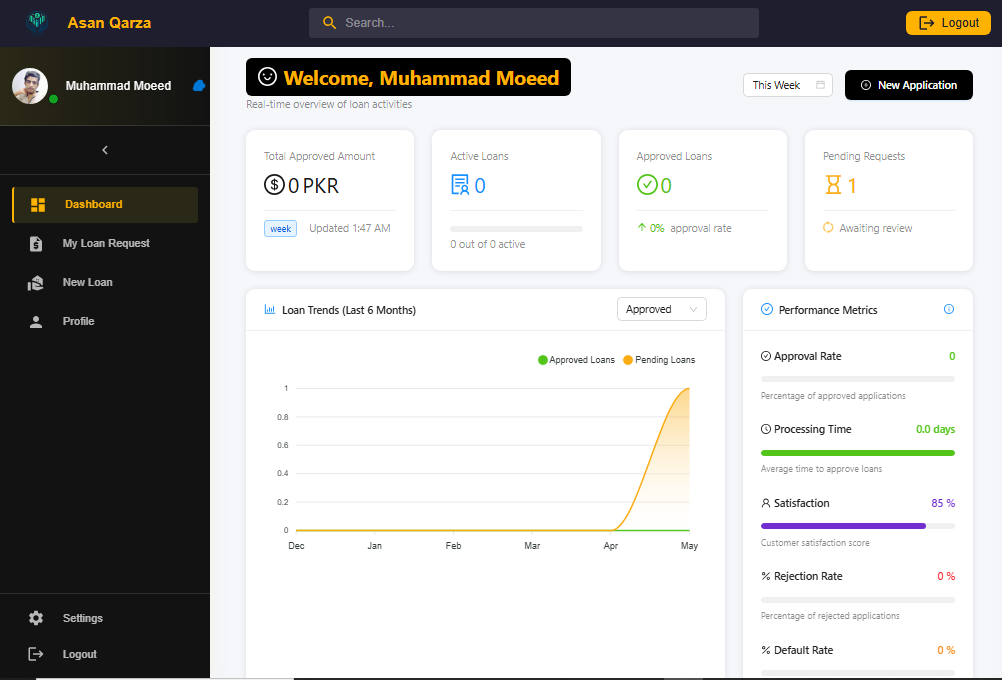 Asan Qarza
Search...
Logout
Muhammad Moeed
Dashboard
My Loan Request
New Loan
Profile
Settings
Logout
Welcome, Muhammad Moeed
Real-time overview of loan activities
This Week
New Application
Total Approved Amount
0 PKR
week Updated 1:47 AM
Active Loans
0
0 out of 0 active
Approved Loans
0
0% approval rate
Pending Requests
1
Awaiting review
Loan Trends (Last 6 Months)
Approved
Approved Loans Pending Loans
1
0.8
0.6
0.4
0.2
0
Dec Jan Feb Mar Apr May
Performance Metrics
Approval Rate 0
Percentage of approved applications
Processing Time 0.0 days
Average time to approve loans
Satisfaction 85 %
Customer satisfaction score
% Rejection Rate 0 %
Percentage of rejected applications
% Default Rate 0 %